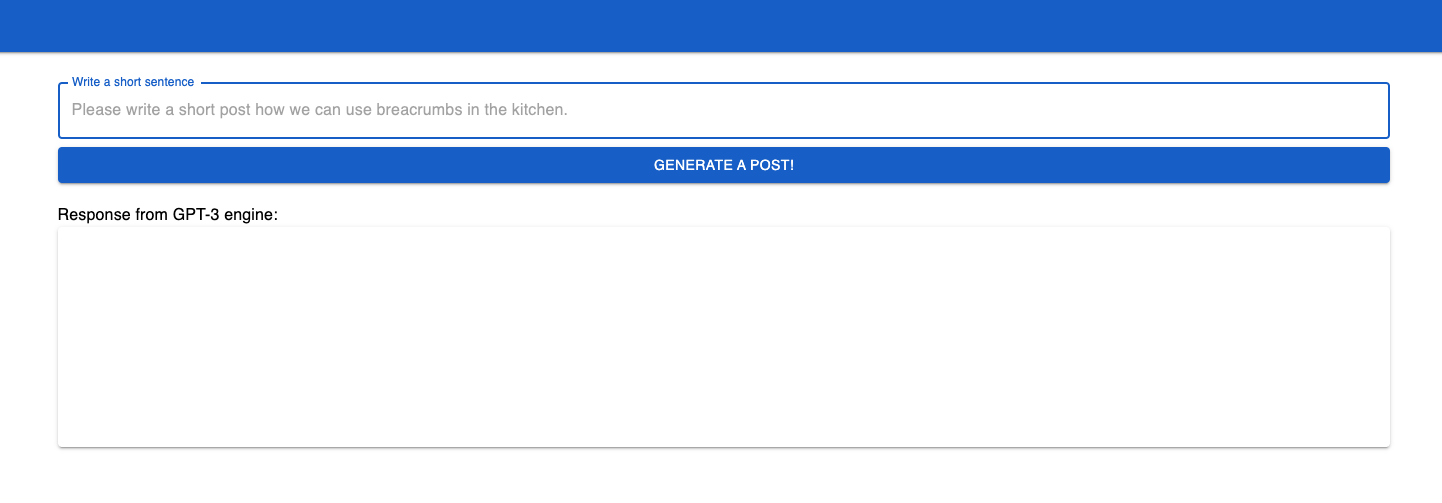 Write a short sentence
Please write a short post how we can use breacrumbs in the kitchen.
GENERATE A POST!
Response from GPT-3 engine: